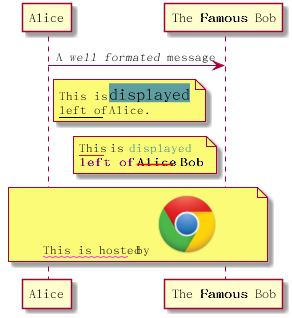 Alice The Famous Bob
A well formated message
This is displayed
left of Alice.
This is displayed
left of Alice Bob
This is hosted by
Alice The Famous Bob